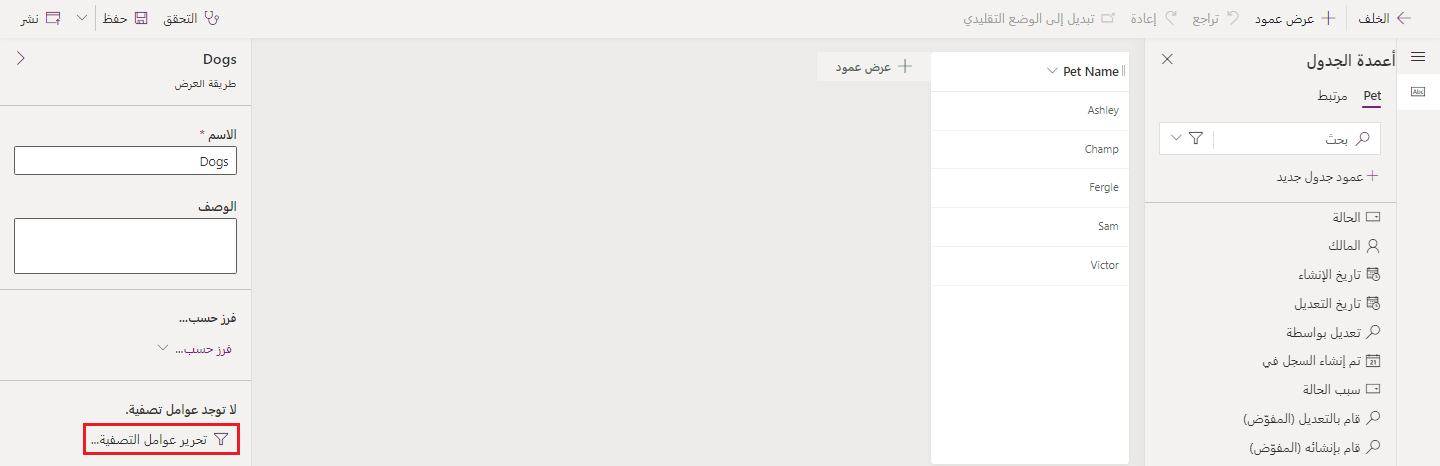 الخلف
عرض عمود
تراجع
إعادة
تبديل إلى الوضع التقليدي
التحقق
حفظ
نشر
أعمدة الجدول
Pet
مرتبط
بحث
عمود جدول جديد
الحالة
المالك
تاريخ الإنشاء
تاريخ التعديل
تعديل بواسطة
تم إنشاء السجل في
سبب الحالة
قام بالتعديل (المفوّض)
قام بإنشائه (المفوّض)
Abc
Pet Name
عرض عمود
Ashley
Champ
Fergie
Sam
Victor
Dogs
طريقة العرض
الاسم *
Dogs
الوصف
فرز حسب...
فرز حسب...
لا توجد عوامل تصفية.
تحرير عوامل التصفية...